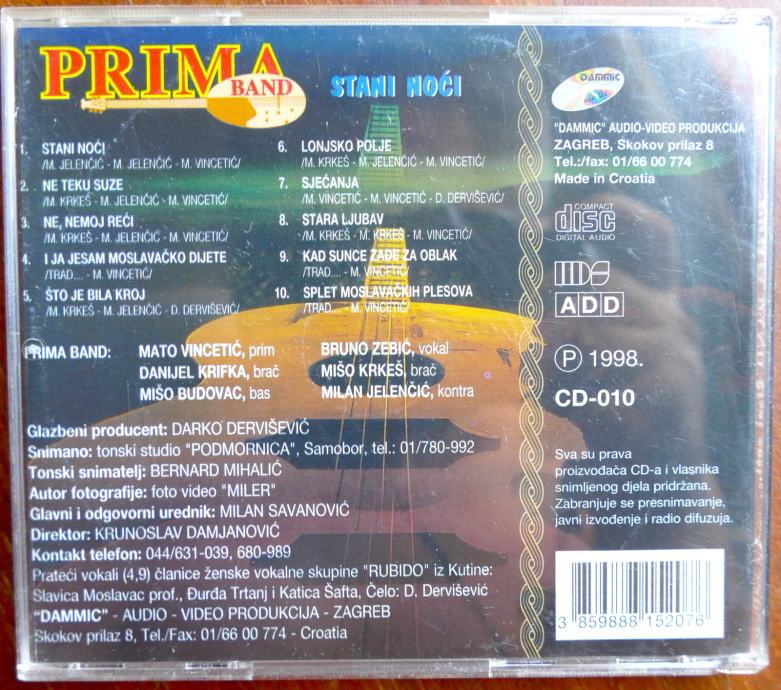 PRIMA
BAND
STANI NOĆI
1. STANI NOĆI
/M. JELENČIĆ - M. JELENČIĆ - M. VINCETIĆ/
2. NE TEKU SUZE
/M. KRKEŠ - M. JELENČIĆ - M. VINCETIĆ/
3. NE, NEMOJ REĆI
/M. KRKEŠ - M. JELENČIĆ - M. VINCETIĆ/
4. I JA JESAM MOSLAVAČKO DIJETE
/TRAD.... - M. VINCETIĆ/
5. ŠTO JE BILA KROJ
/M. KRKEŠ - M. JELENČIĆ - D. DERVIŠEVIĆ/
6. LONJSKO POLJE
/M. KRKEŠ - M. JELENČIĆ - M. VINCETIĆ/
7. SJEĆANJA
/M. VINCETIĆ - M. VINCETIĆ - D. DERVIŠEVIĆ/
8. STARA LJUBAV
/M. KRKEŠ - M. KRKEŠ - M. VINCETIĆ/
9. KAD SUNCE ZAĐE ZA OBLAK
/TRAD.... - M. VINCETIĆ/
10. SPLET MOSLAVAČKIH PLESOVA
/TRAD.... - M. VINCETIĆ/
PRIMA BAND: MATO VINCETIĆ, prim BRUNO ZEBIĆ, vokal
DANIJEL KRIFKA, brač MIŠO KRKEŠ, brač
MIŠO BUDOVAC, bas MILAN JELENČIĆ, kontra
Glazbeni producent: DARKO DERVIŠEVIĆ
Snimano: tonski studio "PODMORNICA", Samobor, tel.: 01/780-992
Tonski snimatelj: BERNARD MIHALIĆ
Autor fotografije: foto video "MILER"
Glavni i odgovorni urednik: MILAN SAVANOVIĆ
Direktor: KRUNOSLAV DAMJANOVIĆ
Kontakt telefon: 044/631-039, 680-989
Prateći vokali (4,9) članice ženske vokalne skupine "RUBIDO" iz Kutine:
Slavica Moslavac prof., Đurđa Trtanj i Katica Šafta, Čelo: D. Dervišević
"DAMMIC" - AUDIO - VIDEO PRODUKCIJA - ZAGREB
Skokov prilaz 8, Tel./Fax: 01/66 00 774 - Croatia
DAMMIC
"DAMMIC" AUDIO-VIDEO PRODUKCIJA
ZAGREB, Skokov prilaz 8
Tel.:/fax: 01/66 00 774
Made in Croatia
COMPACT
disc
DIGITAL AUDIO
MDS
ADD
Ⓟ 1998.
CD-010
Sva su prava
proizvođača CD-a i vlasnika
snimljenog djela pridržana.
Zabranjuje se presnimavanje,
javni izvođenje i radio difuzuja.
3 859888 152076